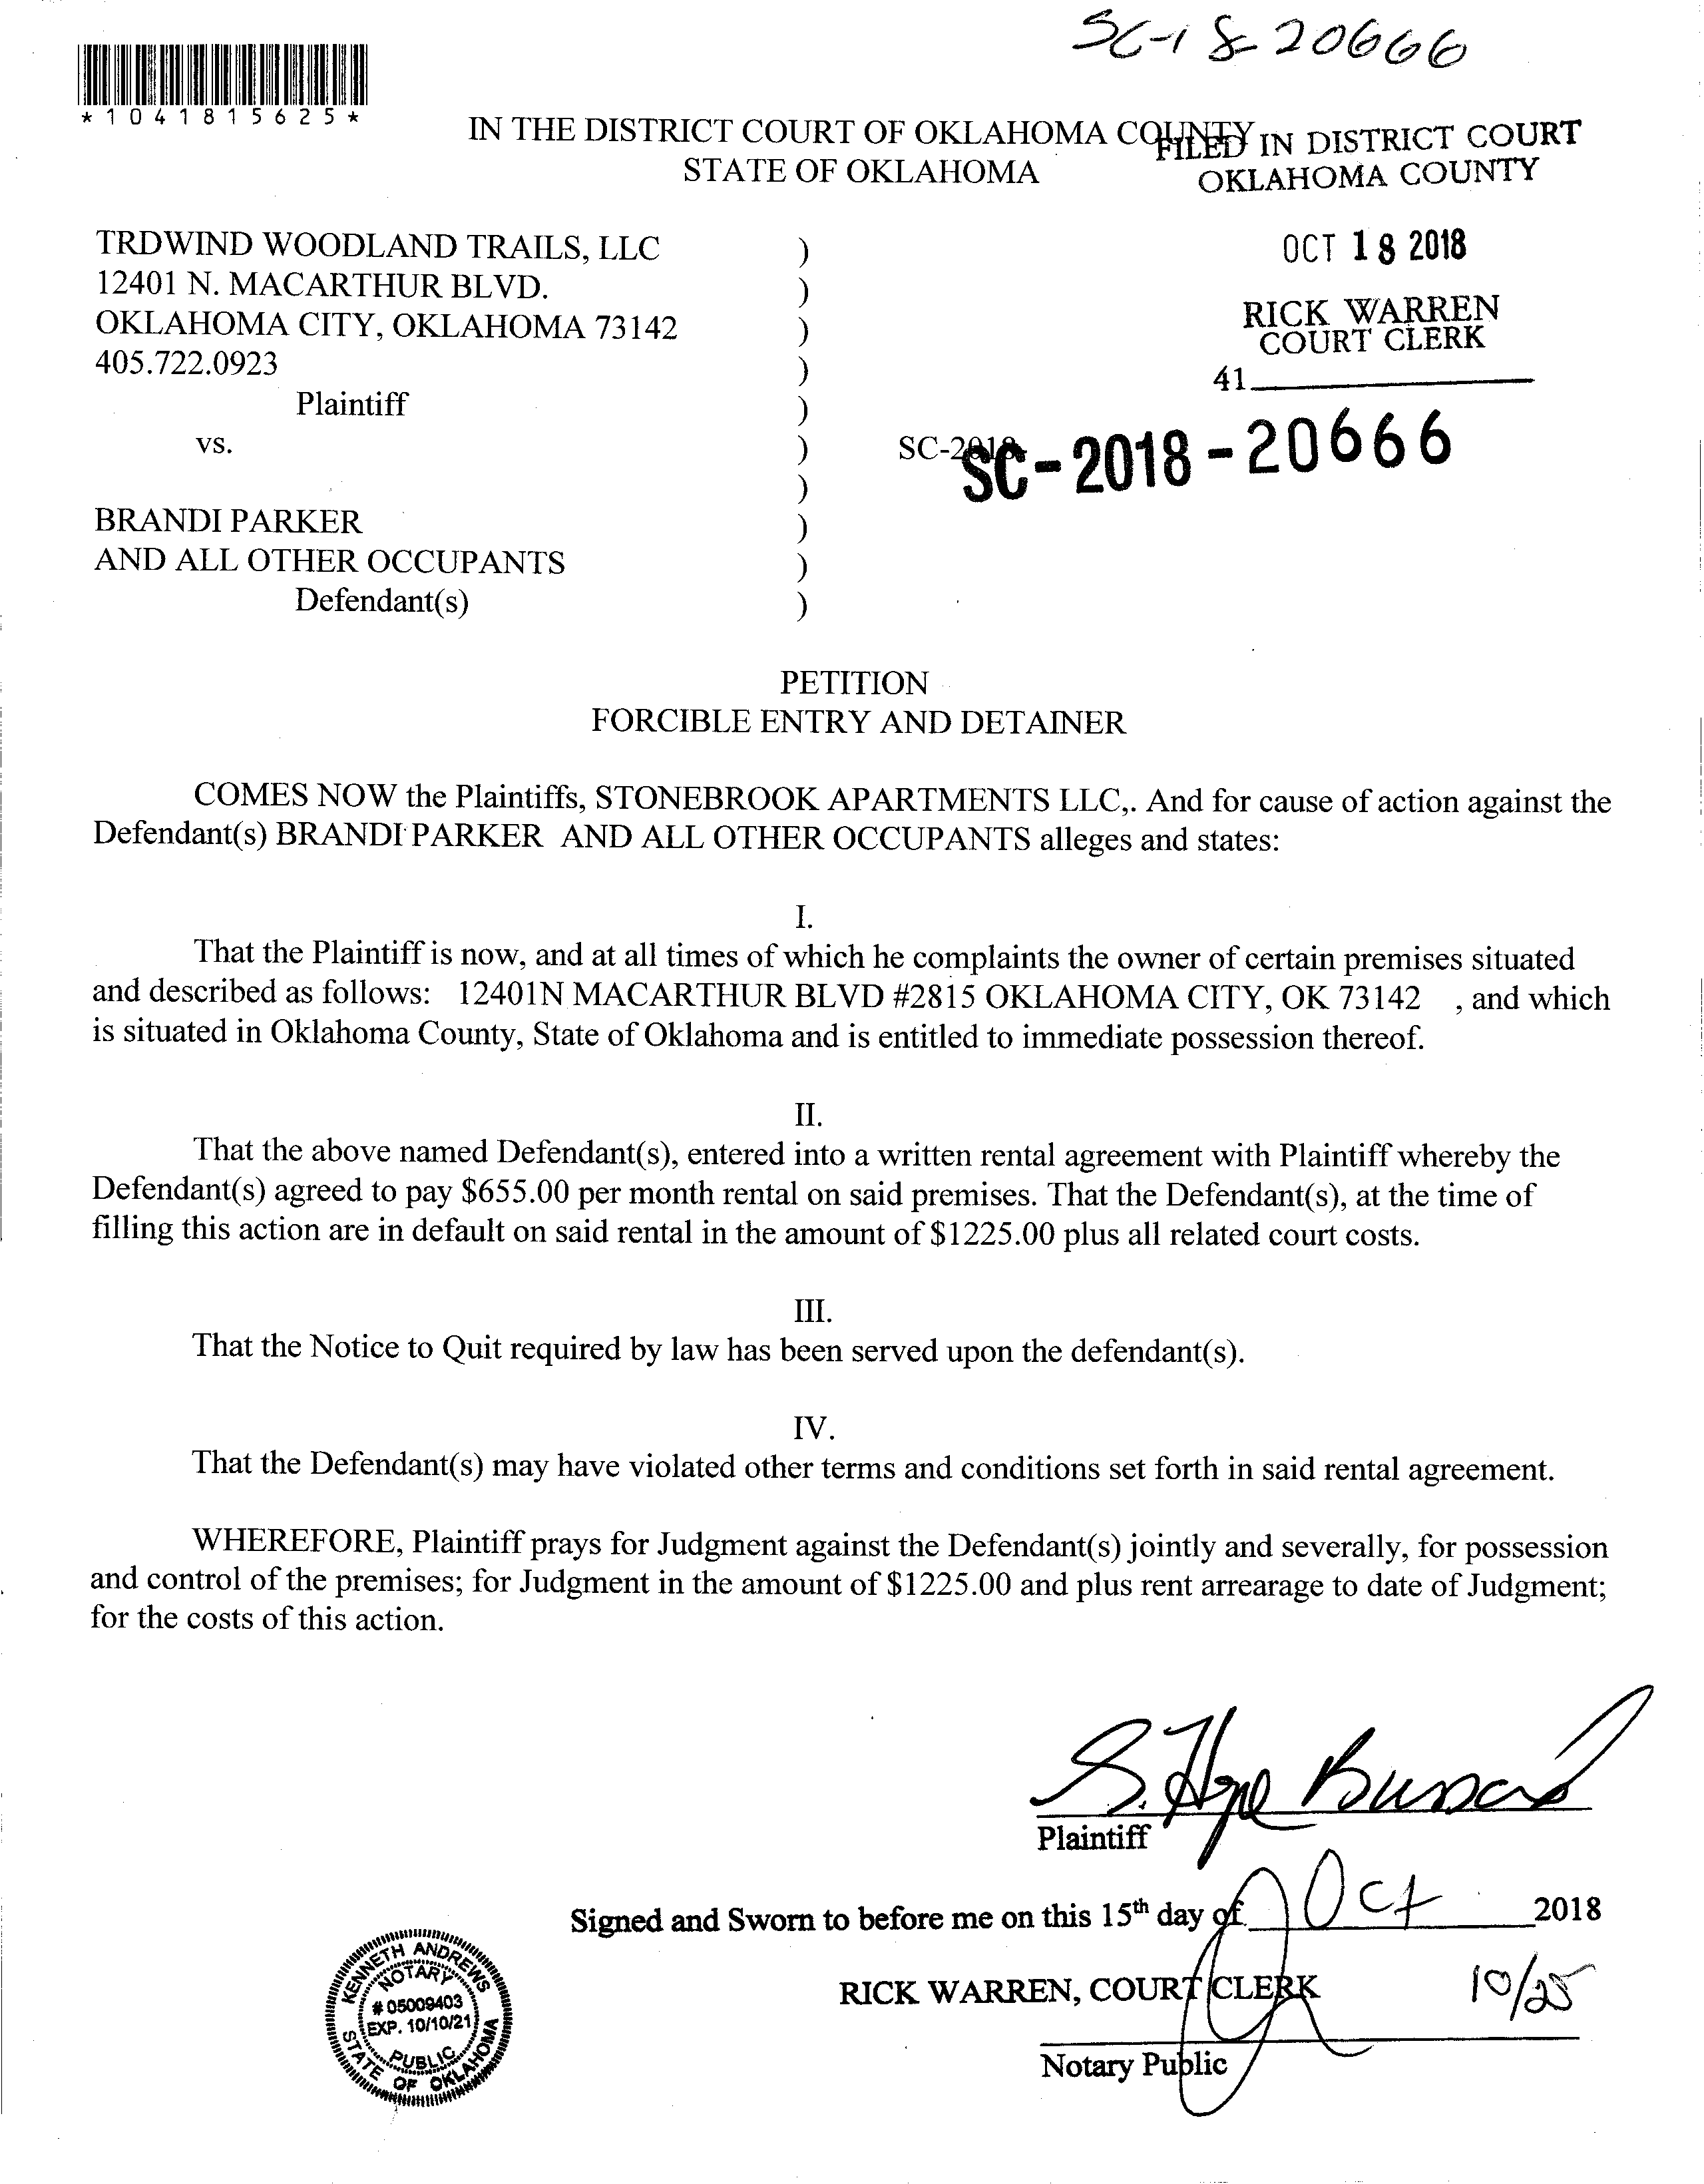 SC-18-20666
*1041815625*
IN THE DISTRICT COURT OF OKLAHOMA COUNTY
STATE OF OKLAHOMA
FILED IN DISTRICT COURT
OKLAHOMA COUNTY
OCT 18 2018
RICK WARREN
COURT CLERK
41
TRDWIND WOODLAND TRAILS, LLC )
12401 N. MACARTHUR BLVD. )
OKLAHOMA CITY, OKLAHOMA 73142 )
405.722.0923 )
Plaintiff )
vs. ) SC-2018-
SC-2018-20666
)
BRANDI PARKER )
AND ALL OTHER OCCUPANTS )
Defendant(s) )
PETITION
FORCIBLE ENTRY AND DETAINER
COMES NOW the Plaintiffs, STONEBROOK APARTMENTS LLC,. And for cause of action against the
Defendant(s) BRANDI PARKER AND ALL OTHER OCCUPANTS alleges and states:
I.
That the Plaintiff is now, and at all times of which he complaints the owner of certain premises situated
and described as follows: 12401N MACARTHUR BLVD #2815 OKLAHOMA CITY, OK 73142 , and which
is situated in Oklahoma County, State of Oklahoma and is entitled to immediate possession thereof.
II.
That the above named Defendant(s), entered into a written rental agreement with Plaintiff whereby the
Defendant(s) agreed to pay $655.00 per month rental on said premises. That the Defendant(s), at the time of
filling this action are in default on said rental in the amount of $1225.00 plus all related court costs.
III.
That the Notice to Quit required by law has been served upon the defendant(s).
IV.
That the Defendant(s) may have violated other terms and conditions set forth in said rental agreement.
WHEREFORE, Plaintiff prays for Judgment against the Defendant(s) jointly and severally, for possession
and control of the premises; for Judgment in the amount of $1225.00 and plus rent arrearage to date of Judgment;
for the costs of this action.
S. Hope Bussard
Plaintiff
Signed and Sworn to before me on this 15th day of Oct 2018
RICK WARREN, COURT CLERK 10/25
Notary Public
KENNETH ANDREWS
NOTARY
# 05009403
EXP. 10/10/21
PUBLIC
STATE OF OKLAHOMA